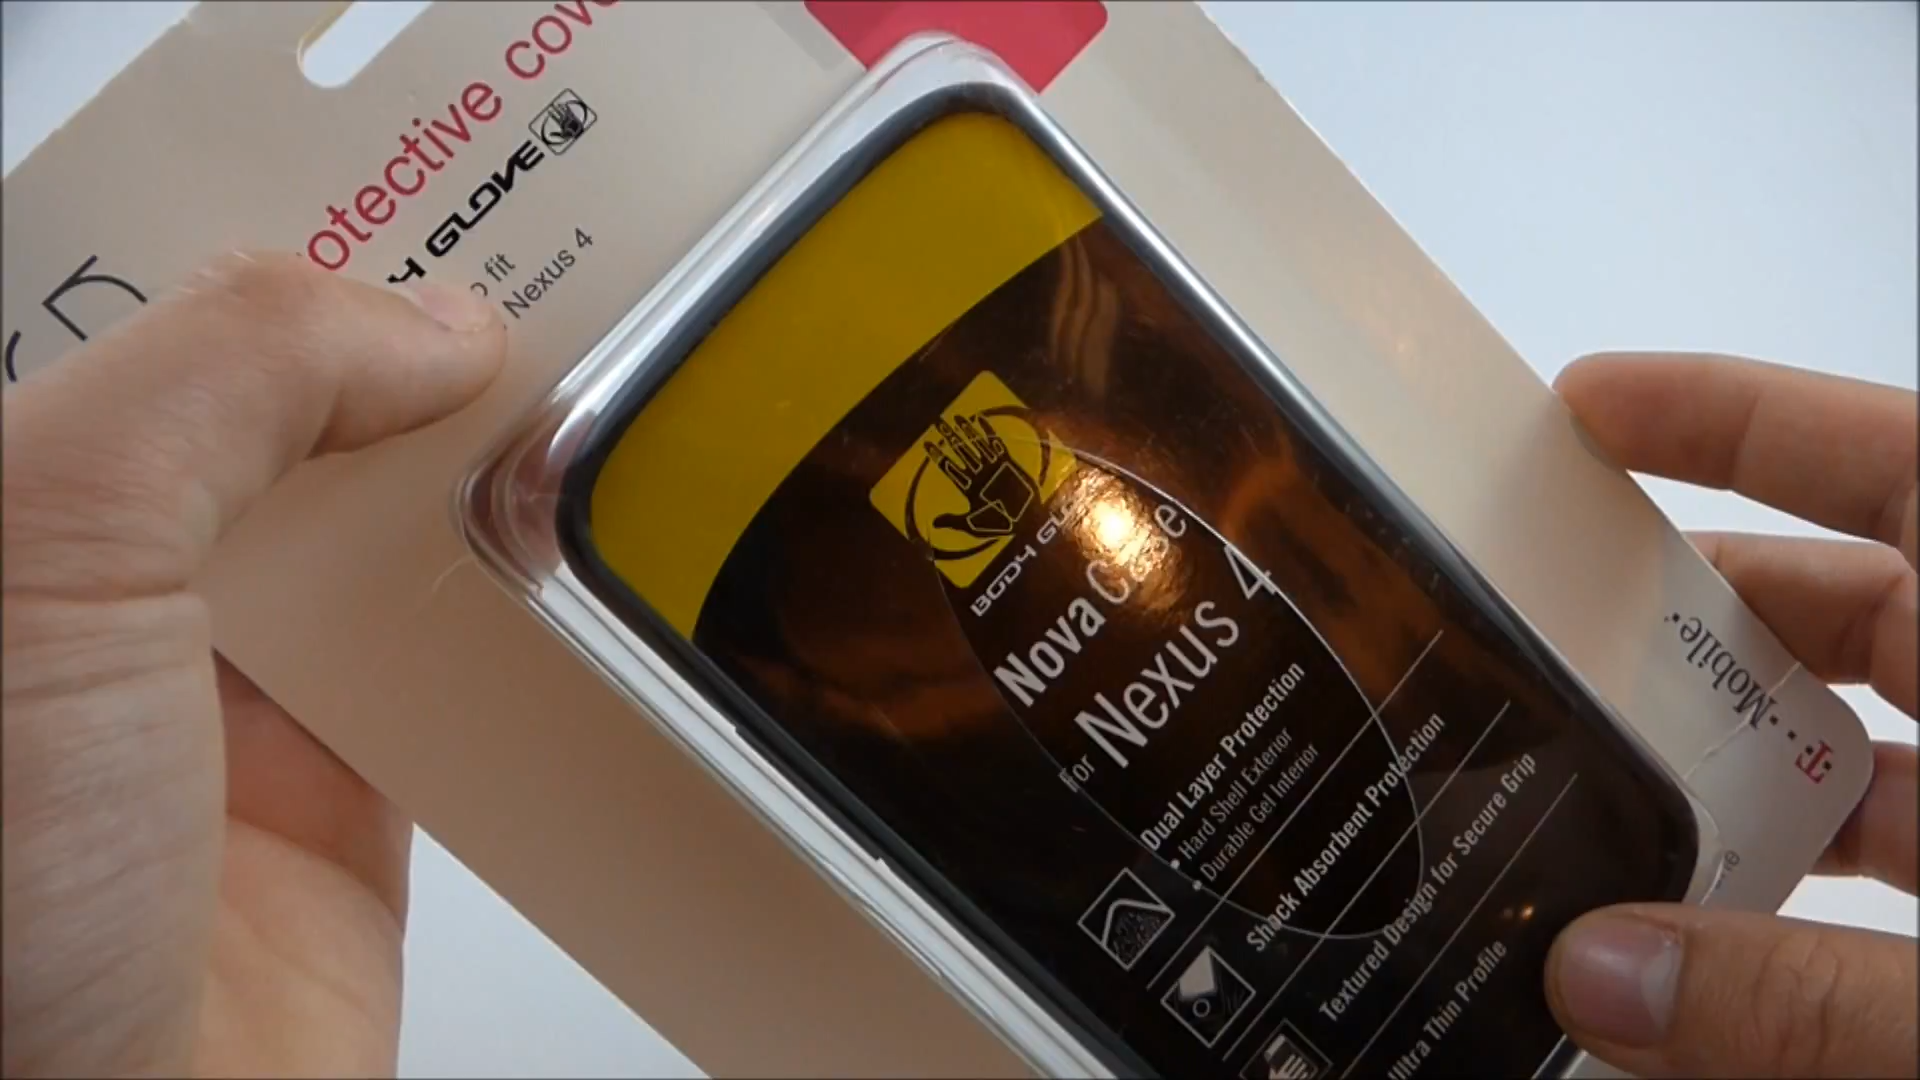 otective cov
Y GLOVE
o fit
Nexus 4
BODY GL
Nova Case
for Nexus 4
Dual Layer Protection
• Hard Shell Exterior
• Durable Gel Interior
Shock Absorbent Protection
Textured Design for Secure Grip
Ultra Thin Profile
T··Mobile·